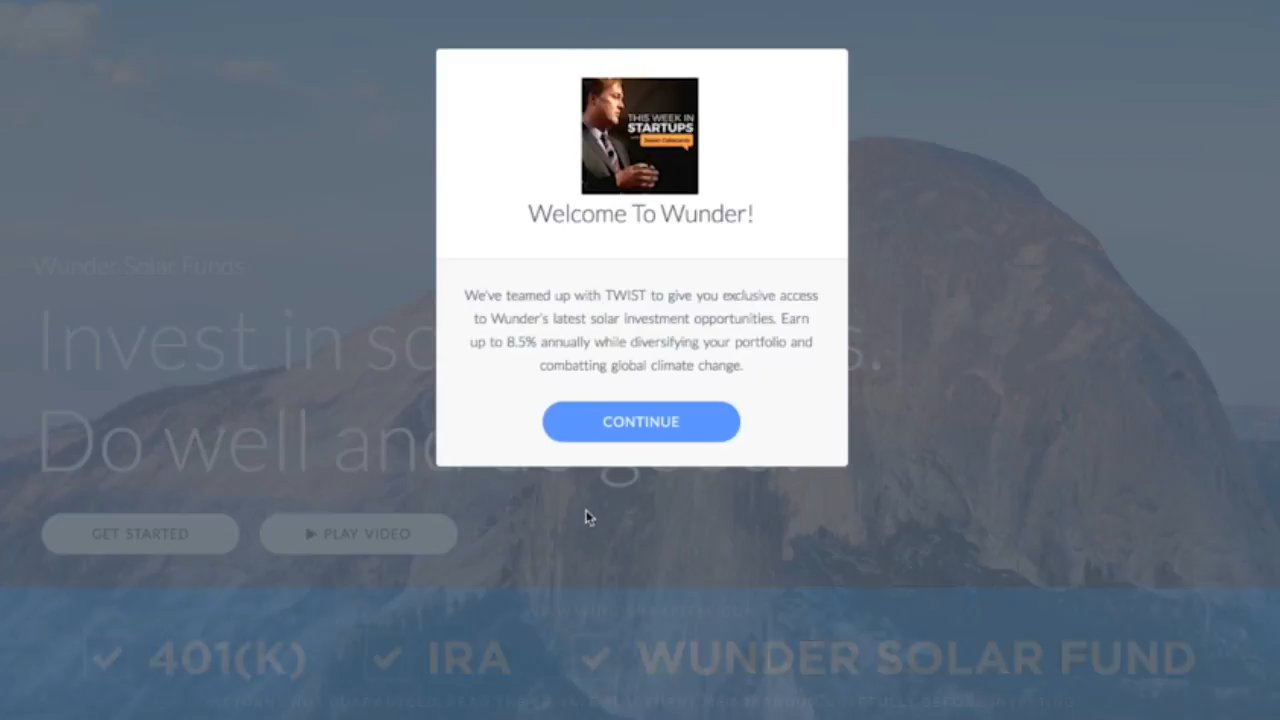 THIS WEEK IN
STARTUPS
Welcome To Wunder!
We've teamed up with TWIST to give you exclusive access
to Wunder's latest solar investment opportunities. Earn
up to 8.5% annually while diversifying your portfolio and
combatting global climate change.
CONTINUE
Wunder Solar Funds
Invest in s.
Do well and
GET STARTED
PLAY VIDEO
401(K)
IRA
WUNDER SOLAR FUND